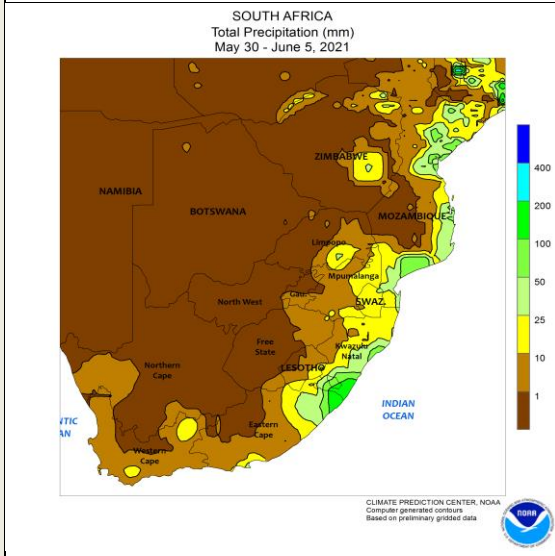 SOUTH AFRICA
Total Precipitation (mm)
May 30 - June 5, 2021
ZIMBABWE
NAMIBIA
BOTSWANA
MOZAMBIQUE
Limpopo
Mpumalanga
Gau.
North West
SWAZ.
Free
State
Kwazulu
Natal
LESOTHO
Northern
Cape
Eastern
Cape
Western
Cape
NTIC
AN
INDIAN
OCEAN
400
200
100
50
25
10
1
CLIMATE PREDICTION CENTER, NOAA
Computer generated contours
Based on preliminary gridded data
NOAA